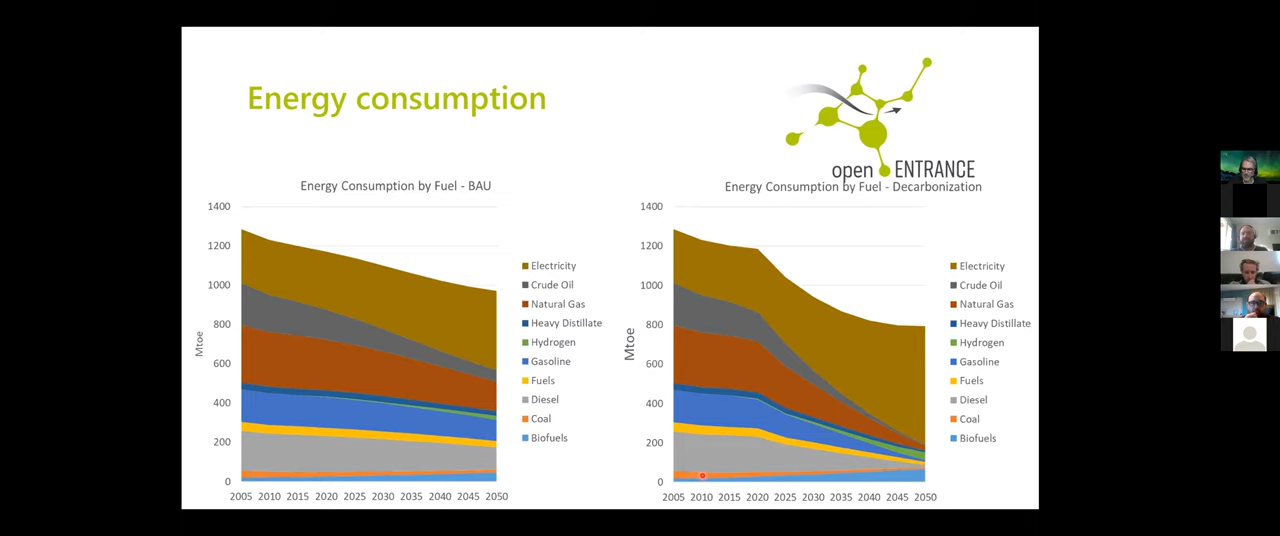 Energy consumption
open ENTRANCE
Energy Consumption by Fuel - BAU
Mtoe
1400
1200
1000
800
600
400
200
0
2005 2010 2015 2020 2025 2030 2035 2040 2045 2050
Electricity
Crude Oil
Natural Gas
Heavy Distillate
Hydrogen
Gasoline
Fuels
Diesel
Coal
Biofuels
Energy Consumption by Fuel - Decarbonization
Mtoe
1400
1200
1000
800
600
400
200
0
2005 2010 2015 2020 2025 2030 2035 2040 2045 2050
Electricity
Crude Oil
Natural Gas
Heavy Distillate
Hydrogen
Gasoline
Fuels
Diesel
Coal
Biofuels